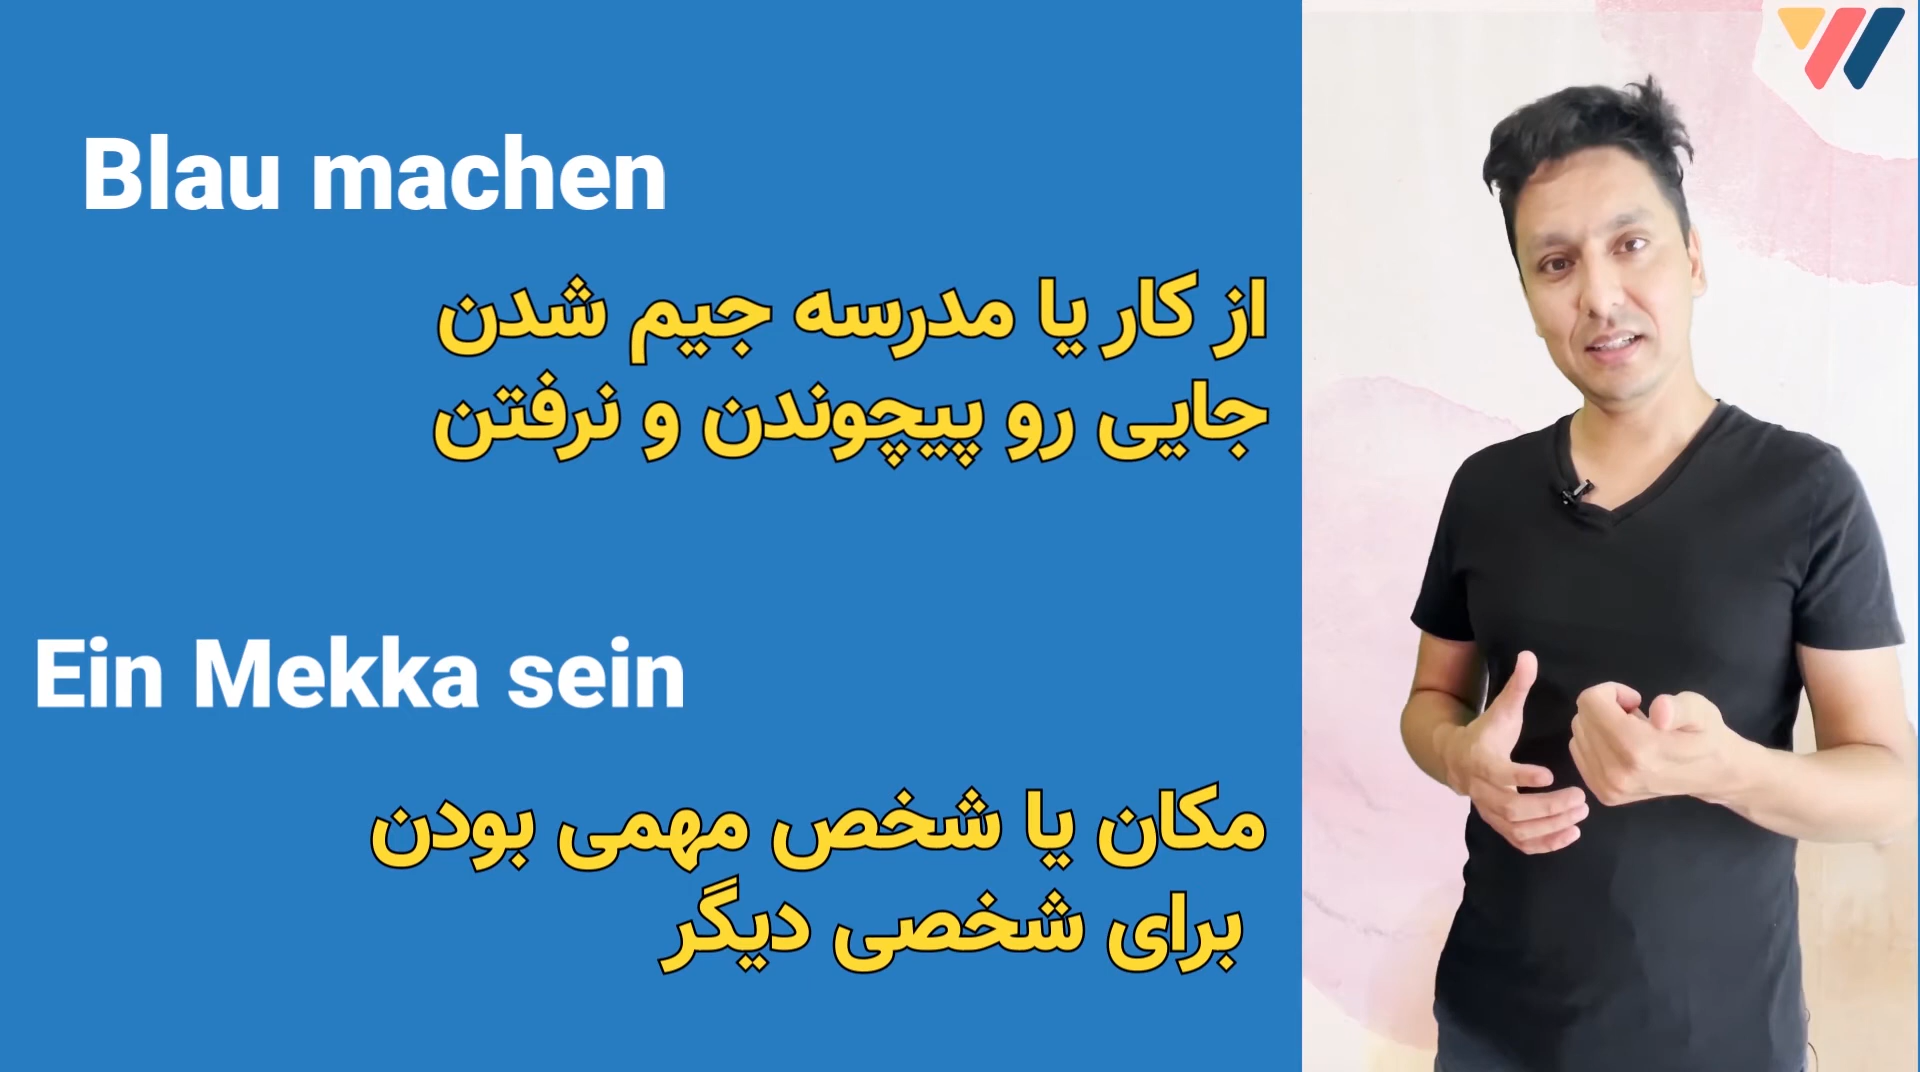 Blau machen
از کار یا مدرسه جیم شدن
جایی رو پیچوندن و نرفتن
Ein Mekka sein
مکان یا شخص مهمی بودن
برای شخصی دیگر